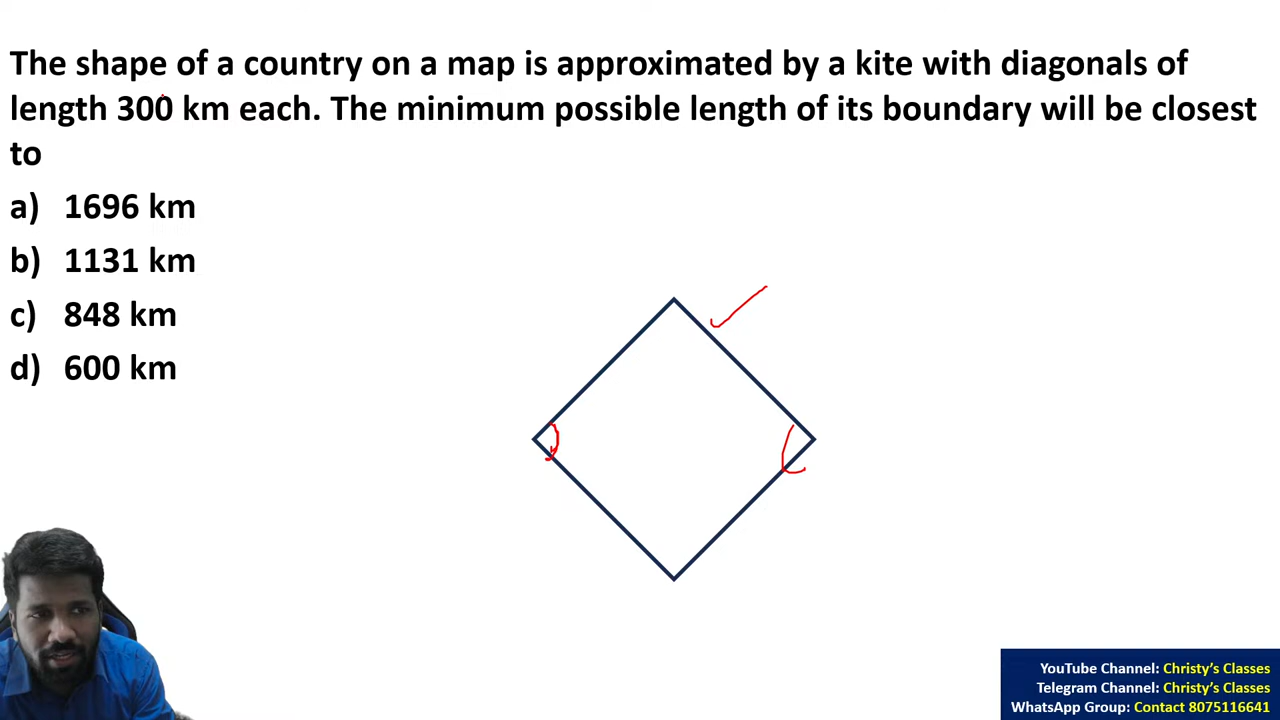 The shape of a country on a map is approximated by a kite with diagonals of
length 300 km each. The minimum possible length of its boundary will be closest
to
a) 1696 km
b) 1131 km
c) 848 km
d) 600 km
YouTube Channel: Christy's Classes
Telegram Channel: Christy's Classes
WhatsApp Group: Contact 8075116641